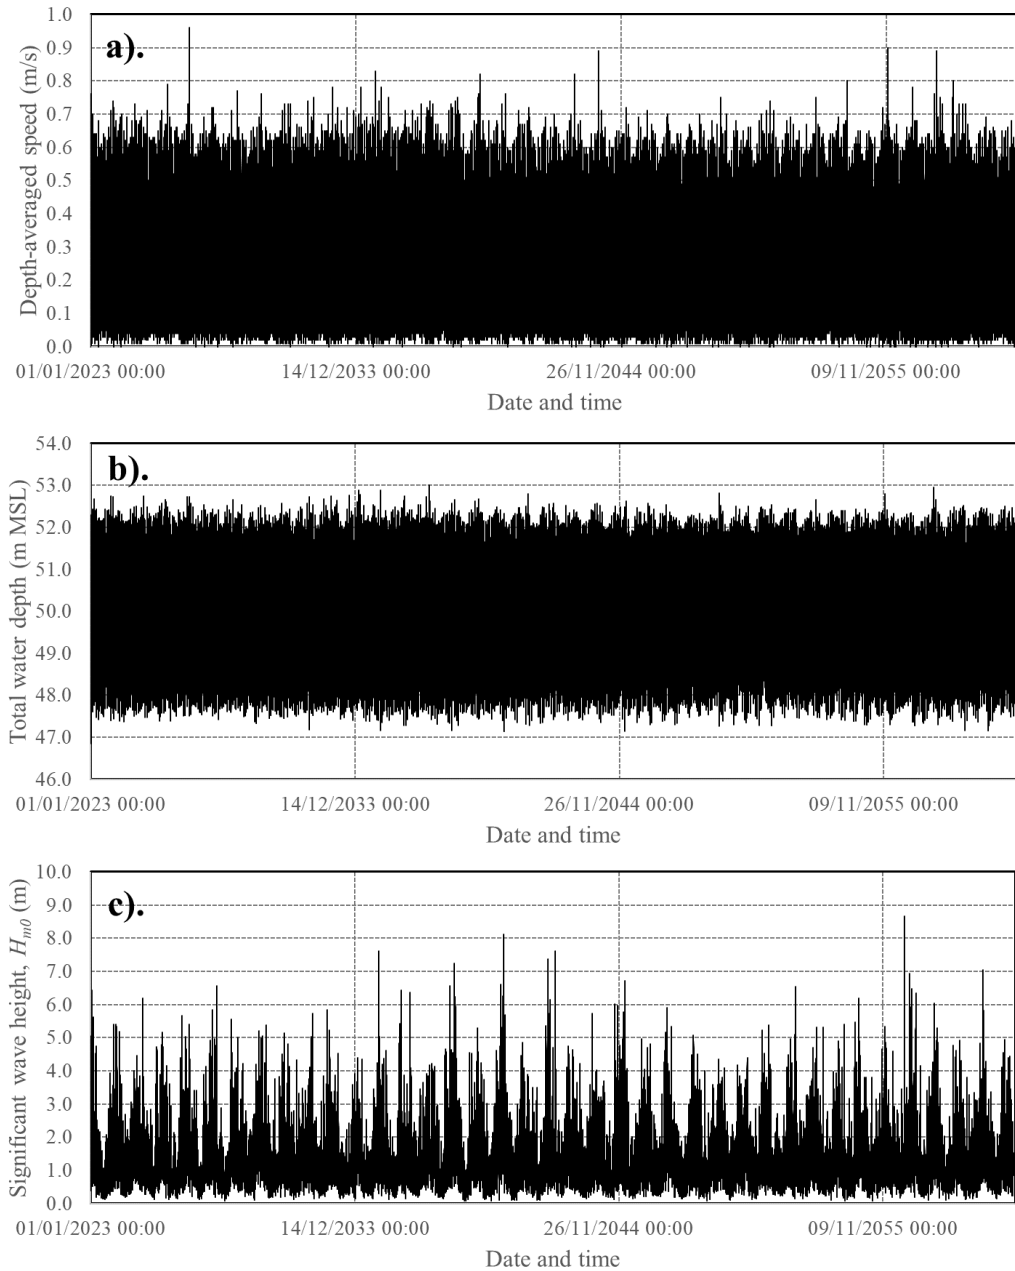 a).
Depth-averaged speed (m/s)
1.0
0.9
0.8
0.7
0.6
0.5
0.4
0.3
0.2
0.1
0.0
01/01/2023 00:00 14/12/2033 00:00 26/11/2044 00:00 09/11/2055 00:00
Date and time
b).
Total water depth (m MSL)
54.0
53.0
52.0
51.0
50.0
49.0
48.0
47.0
46.0
01/01/2023 00:00 14/12/2033 00:00 26/11/2044 00:00 09/11/2055 00:00
Date and time
c).
Significant wave height, Hm0 (m)
10.0
9.0
8.0
7.0
6.0
5.0
4.0
3.0
2.0
1.0
0.0
01/01/2023 00:00 14/12/2033 00:00 26/11/2044 00:00 09/11/2055 00:00
Date and time